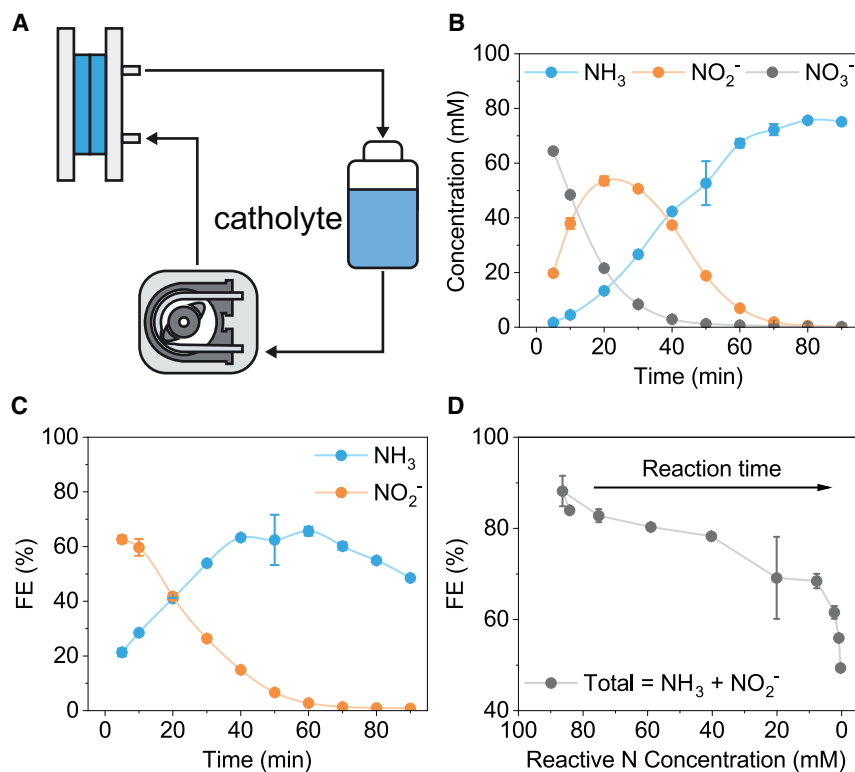 A
catholyte
B
100
80
60
40
20
0
Concentration (mM)
NH₃ NO₂⁻ NO₃⁻
0 20 40 60 80
Time (min)
C
100
80
60
40
20
0
FE (%)
NH₃
NO₂⁻
0 20 40 60 80
Time (min)
D
100
80
60
40
FE (%)
Reaction time
Total = NH₃ + NO₂⁻
100 80 60 40 20 0
Reactive N Concentration (mM)